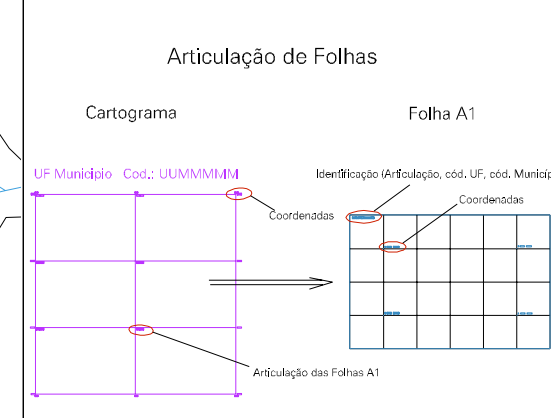 Articulação de Folhas
Cartograma
Folha A1
UF Municipio Cod.: UUMMMMM
Identificação (Articulação, cód. UF, cód. Municíp
Coordenadas
Coordenadas
Articulação das Folhas A1